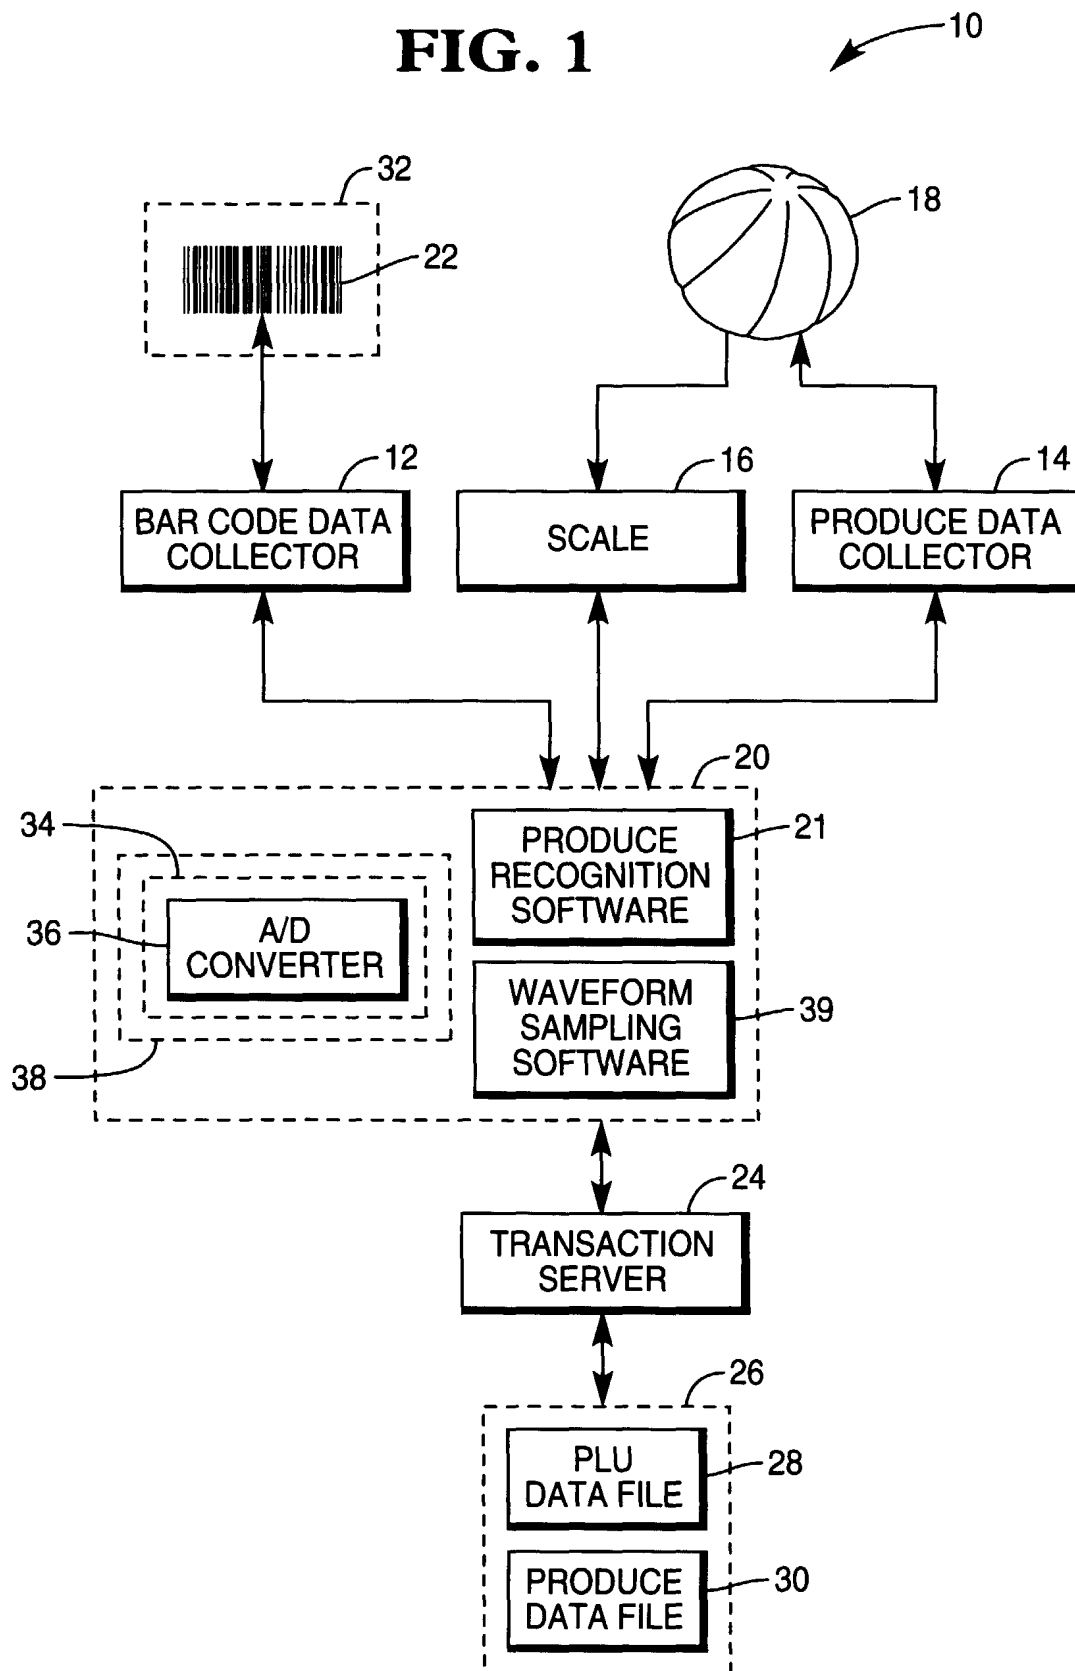 FIG. 1
10
32
22
18
12
16
14
BAR CODE DATA
COLLECTOR
SCALE
PRODUCE DATA
COLLECTOR
20
34
36
38
A/D
CONVERTER
PRODUCE
RECOGNITION
SOFTWARE
21
WAVEFORM
SAMPLING
SOFTWARE
39
24
TRANSACTION
SERVER
26
PLU
DATA FILE
28
PRODUCE
DATA FILE
30